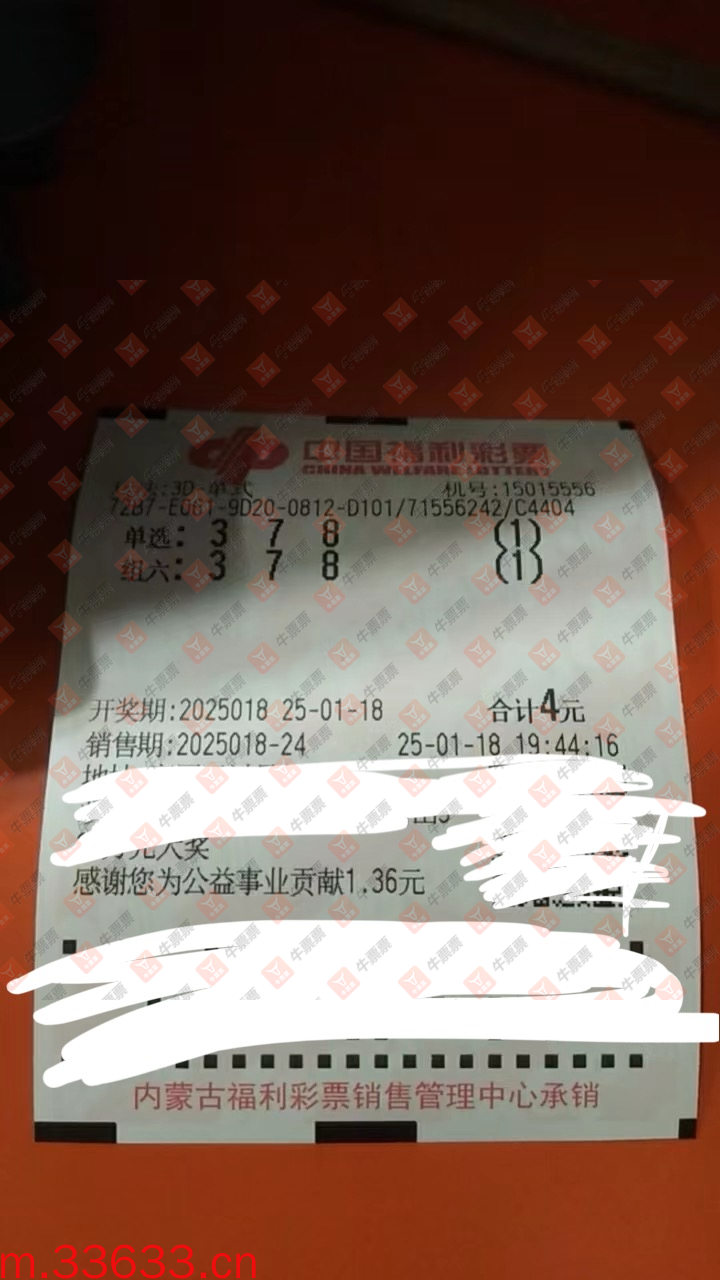 中国福利彩票
CHINA WELFARE LOTTERY
3D-单式 机号:15015556
72B7-E061-9D20-0812-D101/71556242/C4404
单选: 3 7 8 (1)
组六: 3 7 8 (1)
开奖期:2025018 25-01-18 合计4元
销售期:2025018-24 25-01-18 19:44:16
感谢您为公益事业贡献1.36元
内蒙古福利彩票销售管理中心承销
牛票票
m.33633.cn